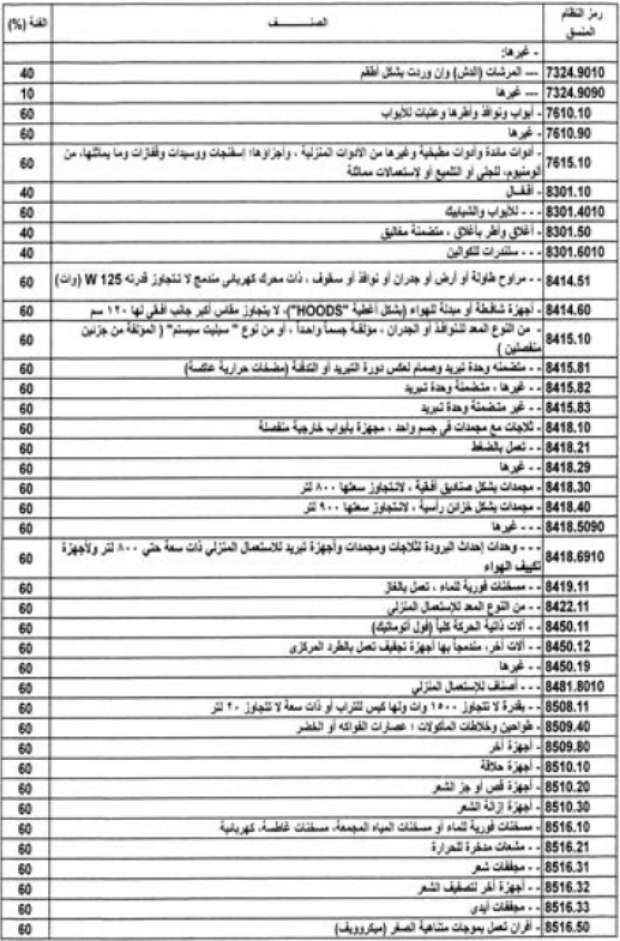 رمز النظام المنسق الصنـــــــف الفئة (%)
- غيرها:
7324.9010 --- المرشات (الدش) وإن وردت بشكل أطقم 40
7324.9090 --- غيرها 10
7610.10 - أبواب ونوافذ وأطرها وعتبات للأبواب 60
7610.90 - غيرها 60
7615.10 - أدوات مائدة وأدوات مطبخية وغيرها من الأدوات المنزلية ، وأجزاؤها؛ إسفنجات ووسيدات وقفازات وما يماثلها، من 60
ألومنيوم، للجلي أو التلميع أو لإستعمالات مماثلة
8301.10 - أقفال 40
8301.4010 - - - للأبواب والشبابيك 60
8301.50 - أغلاق وأطر بأغلاق ، متضمنة مغاليق 40
8301.6010 - - - سلندرات للكوالين 40
8414.51 - - مراوح طاولة أو أرض أو جدران أو نوافذ أو سقوف ، ذات محرك كهربائي مندمج لا تتجاوز قدرته 125 W (وات) 60
8414.60 - أجهزة شافطة أو مبدلة للهواء (بشكل أغطية "HOODS")، لا يتجاوز مقاس أكبر جانب أفقي لها ١٢٠ سم 60
8415.10 - من النوع المعد للنوافذ أو الجدران ، مؤلفة جسماً واحداً ، أو من نوع " سبليت سيستم" ( المؤلفة من جزئين 60
منفصلين )
8415.81 - - متضمنه وحدة تبريد وصمام لعكس دورة التبريد أو التدفئة (مضخات حرارية عاكسة) 60
8415.82 - - غيرها ، متضمنة وحدة تبريد 60
8415.83 - - غير متضمنة وحدة تبريد 60
8418.10 - ثلاجات مع مجمدات في جسم واحد ، مجهزة بأبواب خارجية منفصلة 60
8418.21 - - تعمل بالضغط 60
8418.29 - - غيرها 60
8418.30 - مجمدات بشكل صناديق أفقية ، لاتتجاوز سعتها ٨٠٠ لتر 60
8418.40 - مجمدات بشكل خزائن رأسية ، لاتتجاوز سعتها ٩٠٠ لتر 60
8418.5090 - - - غيرها 60
8418.6910 - - - وحدات إحداث البرودة لثلاجات ومجمدات وأجهزة تبريد للاستعمال المنزلي ذات سعة حتي ٨٠٠ لتر ولأجهزة 60
تكييف الهواء
8419.11 - - مسخنات فورية للماء ، تعمل بالغاز 60
8422.11 - - من النوع المعد للإستعمال المنزلي 60
8450.11 - - آلات ذاتية الحركة كلياً (فول أتوماتيك) 60
8450.12 - - آلات أخر، مندمجاً بها أجهزة تجفيف تعمل بالطرد المركزى 60
8450.19 - - غيرها 60
8481.8010 - - - أصناف للإستعمال المنزلي 60
8508.11 - - بقدرة لا تتجاوز ١٥٠٠ وات ولها كيس للتراب أو ذات سعة لا تتجاوز ٢٠ لتر 60
8509.40 - طواحين وخلاطات المأكولات ؛ عصارات الفواكه أو الخضر 60
8509.80 - أجهزة أخر 60
8510.10 - أجهزة حلاقة 60
8510.20 - أجهزة قص أو جز الشعر 60
8510.30 - أجهزة ازالة الشعر 60
8516.10 - مسخنات فورية للماء أو مسخنات المياه المجمعة، مسخنات غاطسة، كهربائية 60
8516.21 - - مشعات مدخرة للحرارة 60
8516.31 - - مجففات شعر 60
8516.32 - - أجهزة أخر لتصفيف الشعر 60
8516.33 - - مجففات أيدى 60
8516.50 - أفران تعمل بموجات متناهية الصغر (ميكروويف) 60